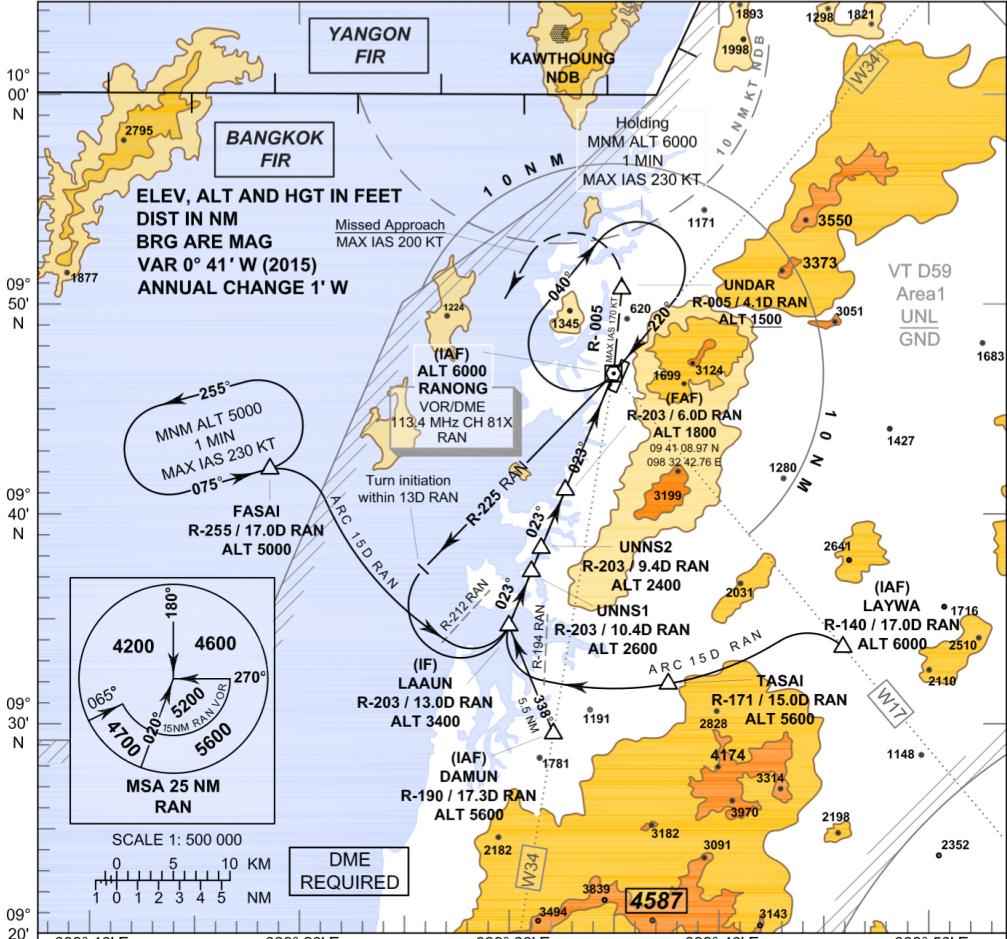 YANGON
FIR
KAWTHOUNG
NDB
1893
1998
1298
1821
W34
10 NM KT NDB
10°
00'
N
2795
BANGKOK
FIR
Holding
MNM ALT 6000
1 MIN
MAX IAS 230 KT
10 NM
ELEV, ALT AND HGT IN FEET
DIST IN NM
BRG ARE MAG
VAR 0° 41' W (2015)
ANNUAL CHANGE 1' W
1877
Missed Approach
MAX IAS 200 KT
1171
3550
3373
3051
VT D59
Area1
UNL
GND
1683
09°
50'
N
1224
040°
1345
R- 005
MAX IAS 170 KT
620
220°
UNDAR
R-005 / 4.1D RAN
ALT 1500
(IAF)
ALT 6000
RANONG
VOR/DME
113.4 MHz CH 81X
RAN
1699
3124
(FAF)
R-203 / 6.0D RAN
ALT 1800
09 41 08.97 N
098 32 42.76 E
3199
1427
1280
10 NM
255°
MNM ALT 5000
1 MIN
MAX IAS 230 KT
075°
FASAI
R-255 / 17.0D RAN
ALT 5000
Turn initiation
within 13D RAN
R-225 RAN
023°
09°
40'
N
ARC 15D RAN
023°
UNNS2
R-203 / 9.4D RAN
ALT 2400
023°
UNNS1
R-203 / 10.4D RAN
ALT 2600
R-212 RAN
R-194 RAN
2641
2031
(IAF)
LAYWA
R-140 / 17.0D RAN
ALT 6000
1716
2510
2110
ARC 15D RAN
TASAI
R-171 / 15.0D RAN
ALT 5600
W17
(IF)
LAAUN
R-203 / 13.0D RAN
ALT 3400
338°
5.5 NM
1191
(IAF)
DAMUN
R-190 / 17.3D RAN
ALT 5600
1781
2828
4174
3314
3970
1148
09°
30'
N
180°
4200
4600
270°
065°
5200
15NM RAN VOR
020°
4700
5600
MSA 25 NM
RAN
SCALE 1: 500 000
0 5 10 KM
1 0 1 2 3 4 5 NM
DME
REQUIRED
2182
3182
3091
2198
2352
W34
3839
4587
3494
3143
09°
20'